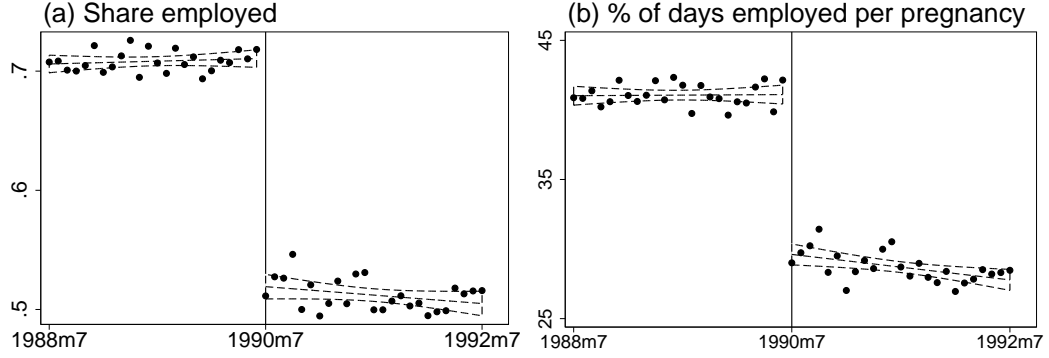 (a) Share employed
.7
.6
.5
1988m7 1990m7 1992m7
(b) % of days employed per pregnancy
45
35
25
1988m7 1990m7 1992m7